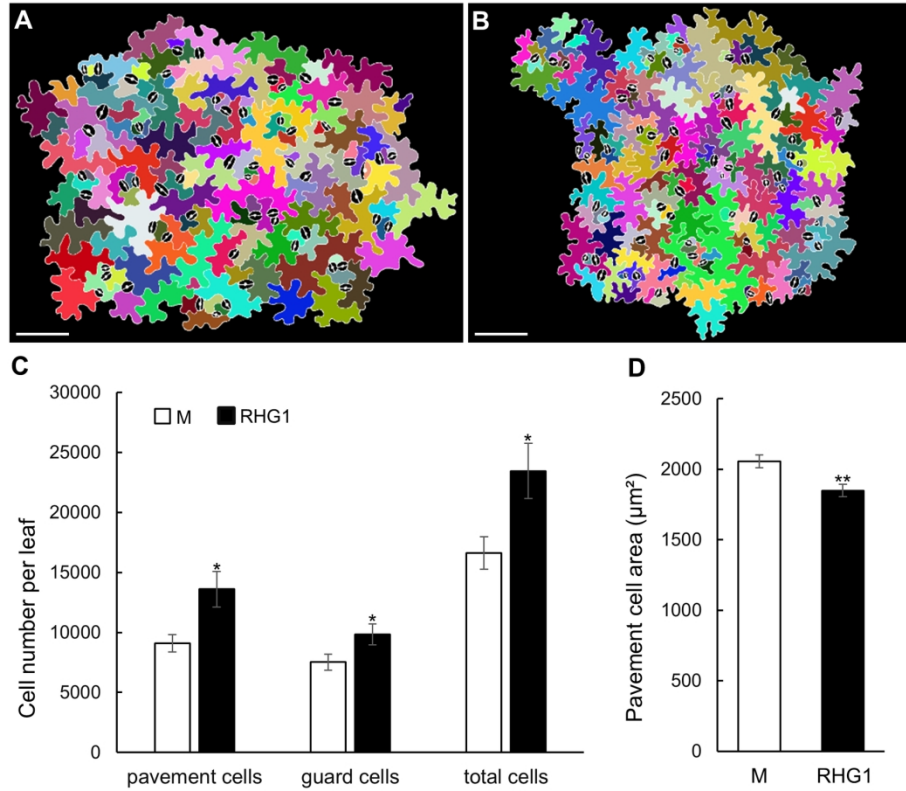 A
B
C
D
30000
25000
20000
15000
10000
5000
0
Cell number per leaf
M RHG1
*
*
*
pavement cells guard cells total cells
2500
2000
1500
1000
500
0
Pavement cell area (µm²)
**
M RHG1